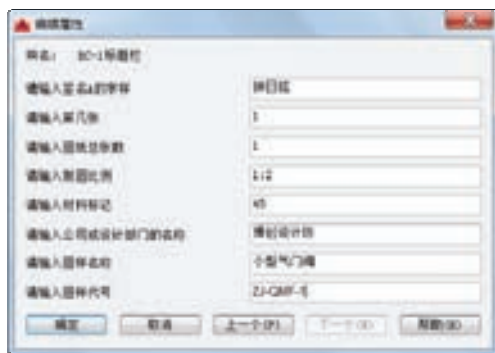 编辑属性
块名： BC-1标题栏
请输入签名a的字样
请输入第几张 1
请输入图纸总张数 1
请输入制图比例 1:2
请输入材料标记 45
请输入公司或设计部门的名称 博创设计坊
请输入图样名称 小型气门阀
请输入图样代号 ZJ-QMF-1
确定 取消 上一个(P) 下一个(N) 帮助(H)